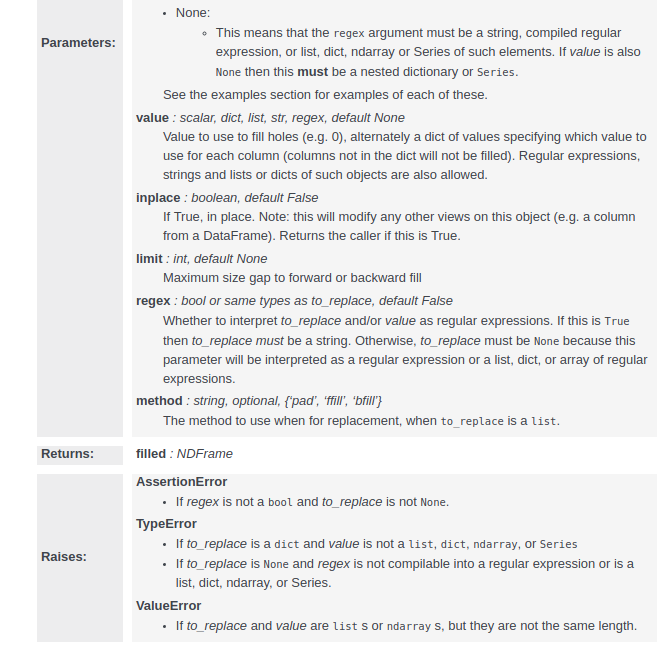 Parameters:
• None:
◦ This means that the regex argument must be a string, compiled regular
expression, or list, dict, ndarray or Series of such elements. If value is also
None then this must be a nested dictionary or Series.
See the examples section for examples of each of these.
value : scalar, dict, list, str, regex, default None
Value to use to fill holes (e.g. 0), alternately a dict of values specifying which value to
use for each column (columns not in the dict will not be filled). Regular expressions,
strings and lists or dicts of such objects are also allowed.
inplace : boolean, default False
If True, in place. Note: this will modify any other views on this object (e.g. a column
from a DataFrame). Returns the caller if this is True.
limit : int, default None
Maximum size gap to forward or backward fill
regex : bool or same types as to_replace, default False
Whether to interpret to_replace and/or value as regular expressions. If this is True
then to_replace must be a string. Otherwise, to_replace must be None because this
parameter will be interpreted as a regular expression or a list, dict, or array of regular
expressions.
method : string, optional, {‘pad’, ‘ffill’, ‘bfill’}
The method to use when for replacement, when to_replace is a list.
Returns:
filled : NDFrame
Raises:
AssertionError
• If regex is not a bool and to_replace is not None.
TypeError
• If to_replace is a dict and value is not a list, dict, ndarray, or Series
• If to_replace is None and regex is not compilable into a regular expression or is a
list, dict, ndarray, or Series.
ValueError
• If to_replace and value are list s or ndarray s, but they are not the same length.